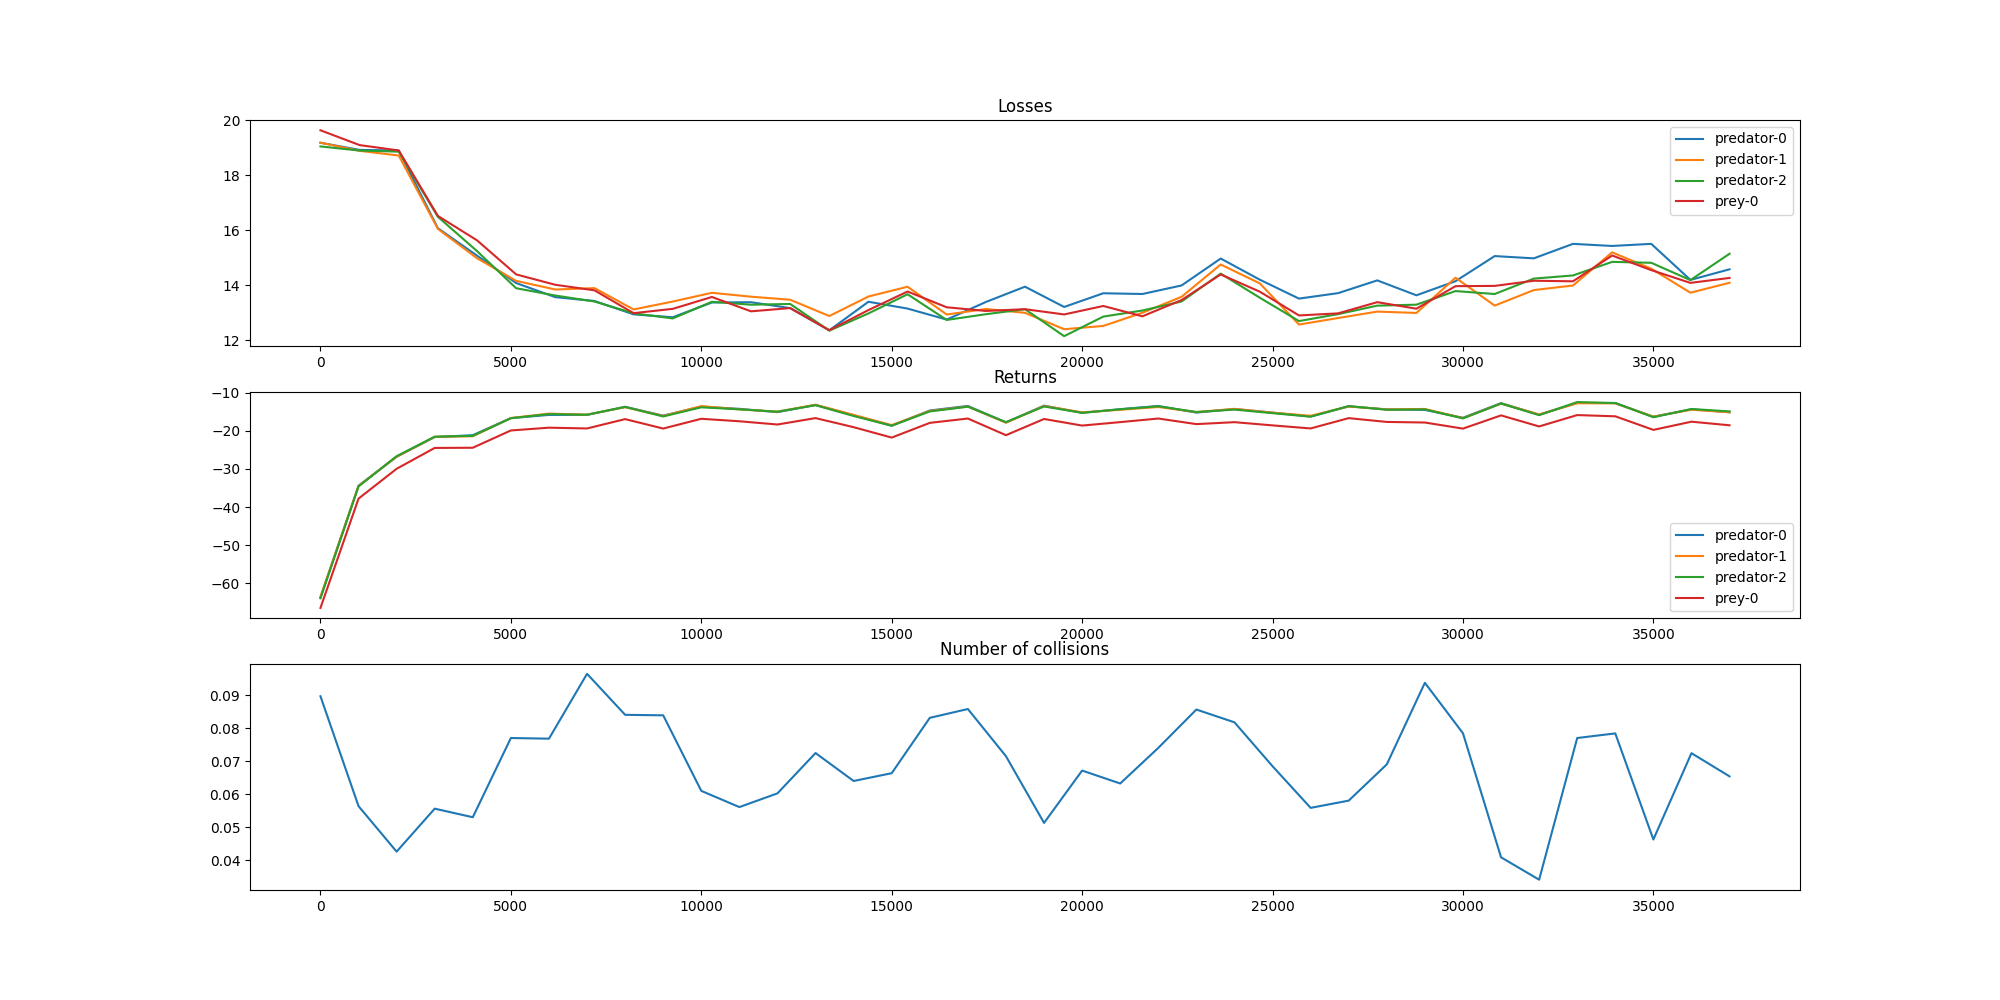 Losses
20
18
16
14
12
predator-0
predator-1
predator-2
prey-0
0 5000 10000 15000 20000 25000 30000 35000
Returns
−10
−20
−30
−40
−50
−60
predator-0
predator-1
predator-2
prey-0
0 5000 10000 15000 20000 25000 30000 35000
Number of collisions
0.09
0.08
0.07
0.06
0.05
0.04
0 5000 10000 15000 20000 25000 30000 35000